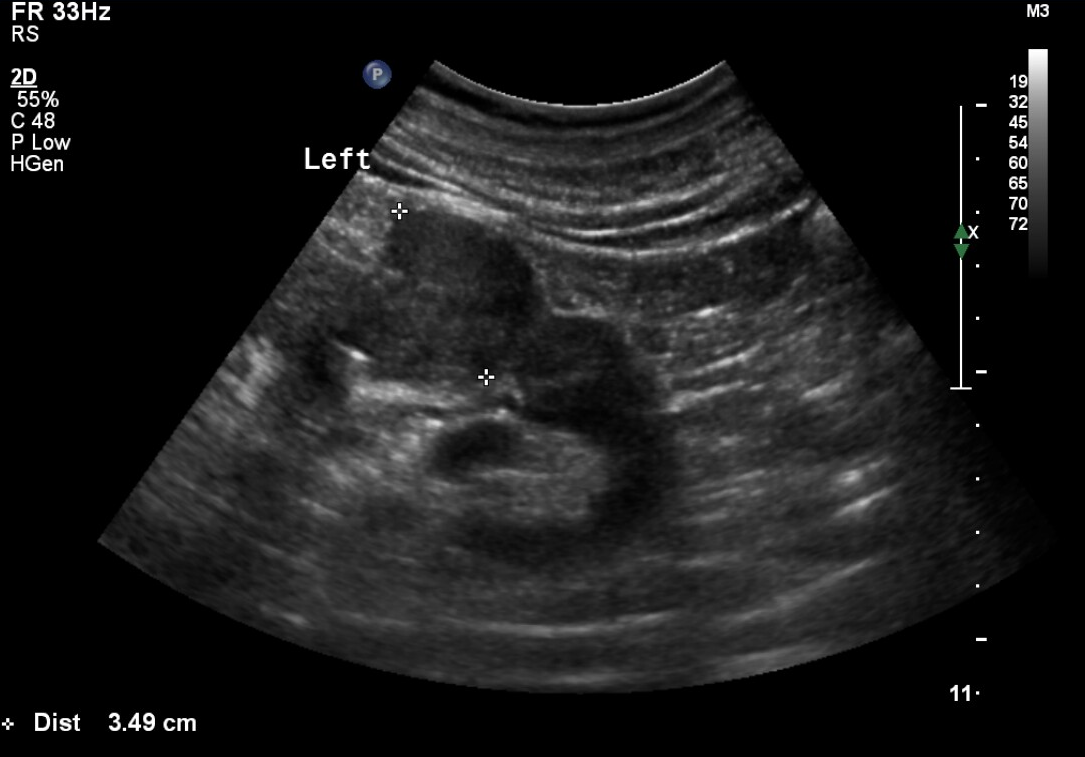 FR 33Hz
RS
2D
55%
C 48
P Low
HGen
P
Left
M3
19
32
45
54
60
65
70
72
X
11
Dist 3.49 cm